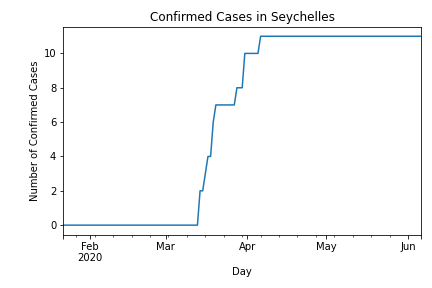 Confirmed Cases in Seychelles
Number of Confirmed Cases
10
8
6
4
2
0
Feb Mar Apr May Jun
2020
Day